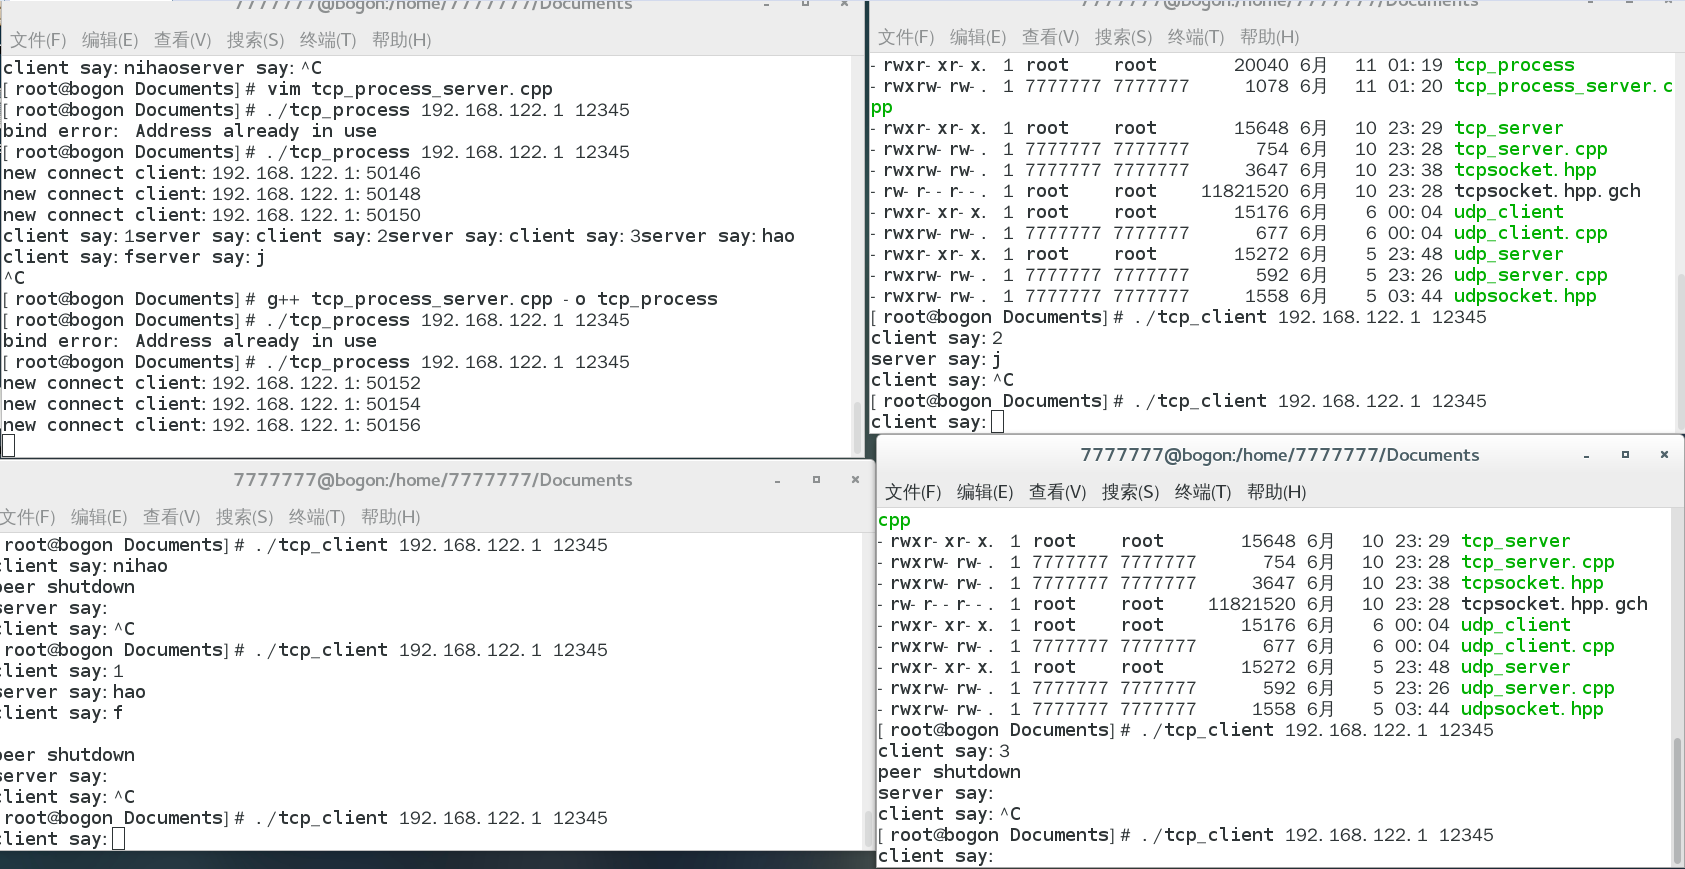 7777777@bogon:/home/7777777/Documents
文件(F) 编辑(E) 查看(V) 搜索(S) 终端(T) 帮助(H)
client say:nihaoserver say:^C
[root@bogon Documents]# vim tcp_process_server.cpp
[root@bogon Documents]# ./tcp_process 192.168.122.1 12345
bind error: Address already in use
[root@bogon Documents]# ./tcp_process 192.168.122.1 12345
new connect client:192.168.122.1:50146
new connect client:192.168.122.1:50148
new connect client:192.168.122.1:50150
client say:1server say:client say:2server say:client say:3server say:hao
client say:fserver say:j
^C
[root@bogon Documents]# g++ tcp_process_server.cpp -o tcp_process
[root@bogon Documents]# ./tcp_process 192.168.122.1 12345
bind error: Address already in use
[root@bogon Documents]# ./tcp_process 192.168.122.1 12345
new connect client:192.168.122.1:50152
new connect client:192.168.122.1:50154
new connect client:192.168.122.1:50156
7777777@bogon:/home/7777777/Documents
文件(F) 编辑(E) 查看(V) 搜索(S) 终端(T) 帮助(H)
-rwxr-xr-x. 1 root root 20040 6月 11 01:19 tcp_process
-rwxrw-rw-. 1 7777777 7777777 1078 6月 11 01:20 tcp_process_server.c
pp
-rwxr-xr-x. 1 root root 15648 6月 10 23:29 tcp_server
-rwxrw-rw-. 1 7777777 7777777 754 6月 10 23:28 tcp_server.cpp
-rwxrw-rw-. 1 7777777 7777777 3647 6月 10 23:38 tcpsocket.hpp
-rw-r--r--. 1 root root 11821520 6月 10 23:28 tcpsocket.hpp.gch
-rwxr-xr-x. 1 root root 15176 6月 6 00:04 udp_client
-rwxrw-rw-. 1 7777777 7777777 677 6月 6 00:04 udp_client.cpp
-rwxr-xr-x. 1 root root 15272 6月 5 23:48 udp_server
-rwxrw-rw-. 1 7777777 7777777 592 6月 5 23:26 udp_server.cpp
-rwxrw-rw-. 1 7777777 7777777 1558 6月 5 03:44 udpsocket.hpp
[root@bogon Documents]# ./tcp_client 192.168.122.1 12345
client say:2
server say:j
client say:^C
[root@bogon Documents]# ./tcp_client 192.168.122.1 12345
client say:
7777777@bogon:/home/7777777/Documents
文件(F) 编辑(E) 查看(V) 搜索(S) 终端(T) 帮助(H)
root@bogon Documents]# ./tcp_client 192.168.122.1 12345
client say:nihao
peer shutdown
server say:
client say:^C
root@bogon Documents]# ./tcp_client 192.168.122.1 12345
client say:1
server say:hao
client say:f
peer shutdown
server say:
client say:^C
root@bogon Documents]# ./tcp_client 192.168.122.1 12345
client say:
7777777@bogon:/home/7777777/Documents
文件(F) 编辑(E) 查看(V) 搜索(S) 终端(T) 帮助(H)
cpp
-rwxr-xr-x. 1 root root 15648 6月 10 23:29 tcp_server
-rwxrw-rw-. 1 7777777 7777777 754 6月 10 23:28 tcp_server.cpp
-rwxrw-rw-. 1 7777777 7777777 3647 6月 10 23:38 tcpsocket.hpp
-rw-r--r--. 1 root root 11821520 6月 10 23:28 tcpsocket.hpp.gch
-rwxr-xr-x. 1 root root 15176 6月 6 00:04 udp_client
-rwxrw-rw-. 1 7777777 7777777 677 6月 6 00:04 udp_client.cpp
-rwxr-xr-x. 1 root root 15272 6月 5 23:48 udp_server
-rwxrw-rw-. 1 7777777 7777777 592 6月 5 23:26 udp_server.cpp
-rwxrw-rw-. 1 7777777 7777777 1558 6月 5 03:44 udpsocket.hpp
[root@bogon Documents]# ./tcp_client 192.168.122.1 12345
client say:3
peer shutdown
server say:
client say:^C
[root@bogon Documents]# ./tcp_client 192.168.122.1 12345
client say: